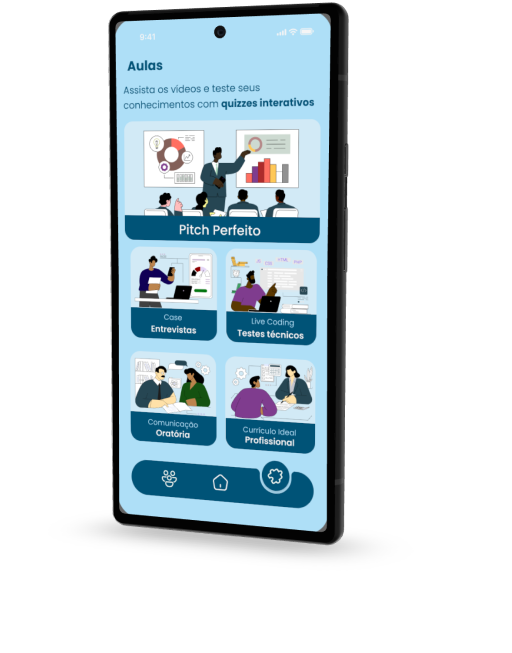 9:41
Aulas
Assista os vídeos e teste seus
conhecimentos com quizzes interativos
Pitch Perfeito
Case
Entrevistas
Live Coding
Testes técnicos
Comunicação
Oratória
Currículo Ideal
Profissional